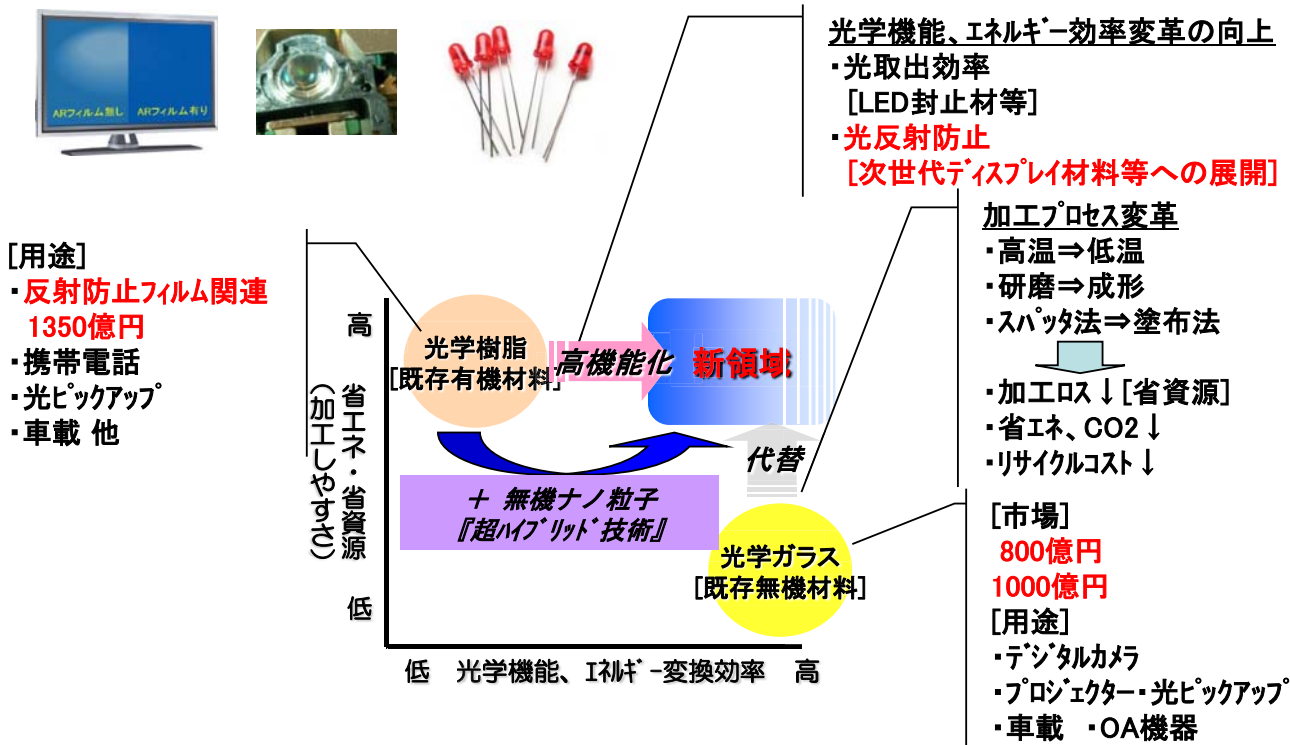 ARフィルム無し ARフィルム有り
光学機能、エネルギー効率変革の向上
・光取出効率
[LED封止材等]
・光反射防止
[次世代ディスプレイ材料等への展開]
加工プロセス変革
・高温⇒低温
・研磨⇒成形
・スパッタ法⇒塗布法
・加工ロス↓[省資源]
・省エネ、CO2↓
・リサイクルコスト↓
[用途]
・反射防止フィルム関連
1350億円
・携帯電話
・光ピックアップ
・車載 他
高
省エネ・省資源
（加工しやすさ）
低
光学樹脂
[既存有機材料]
高機能化
新領域
代替
＋ 無機ナノ粒子
『超ハイブリッド技術』
光学ガラス
[既存無機材料]
低 光学機能、エネルギー変換効率 高
[市場]
800億円
1000億円
[用途]
・デジタルカメラ
・プロジェクター・光ピックアップ
・車載 ・OA機器